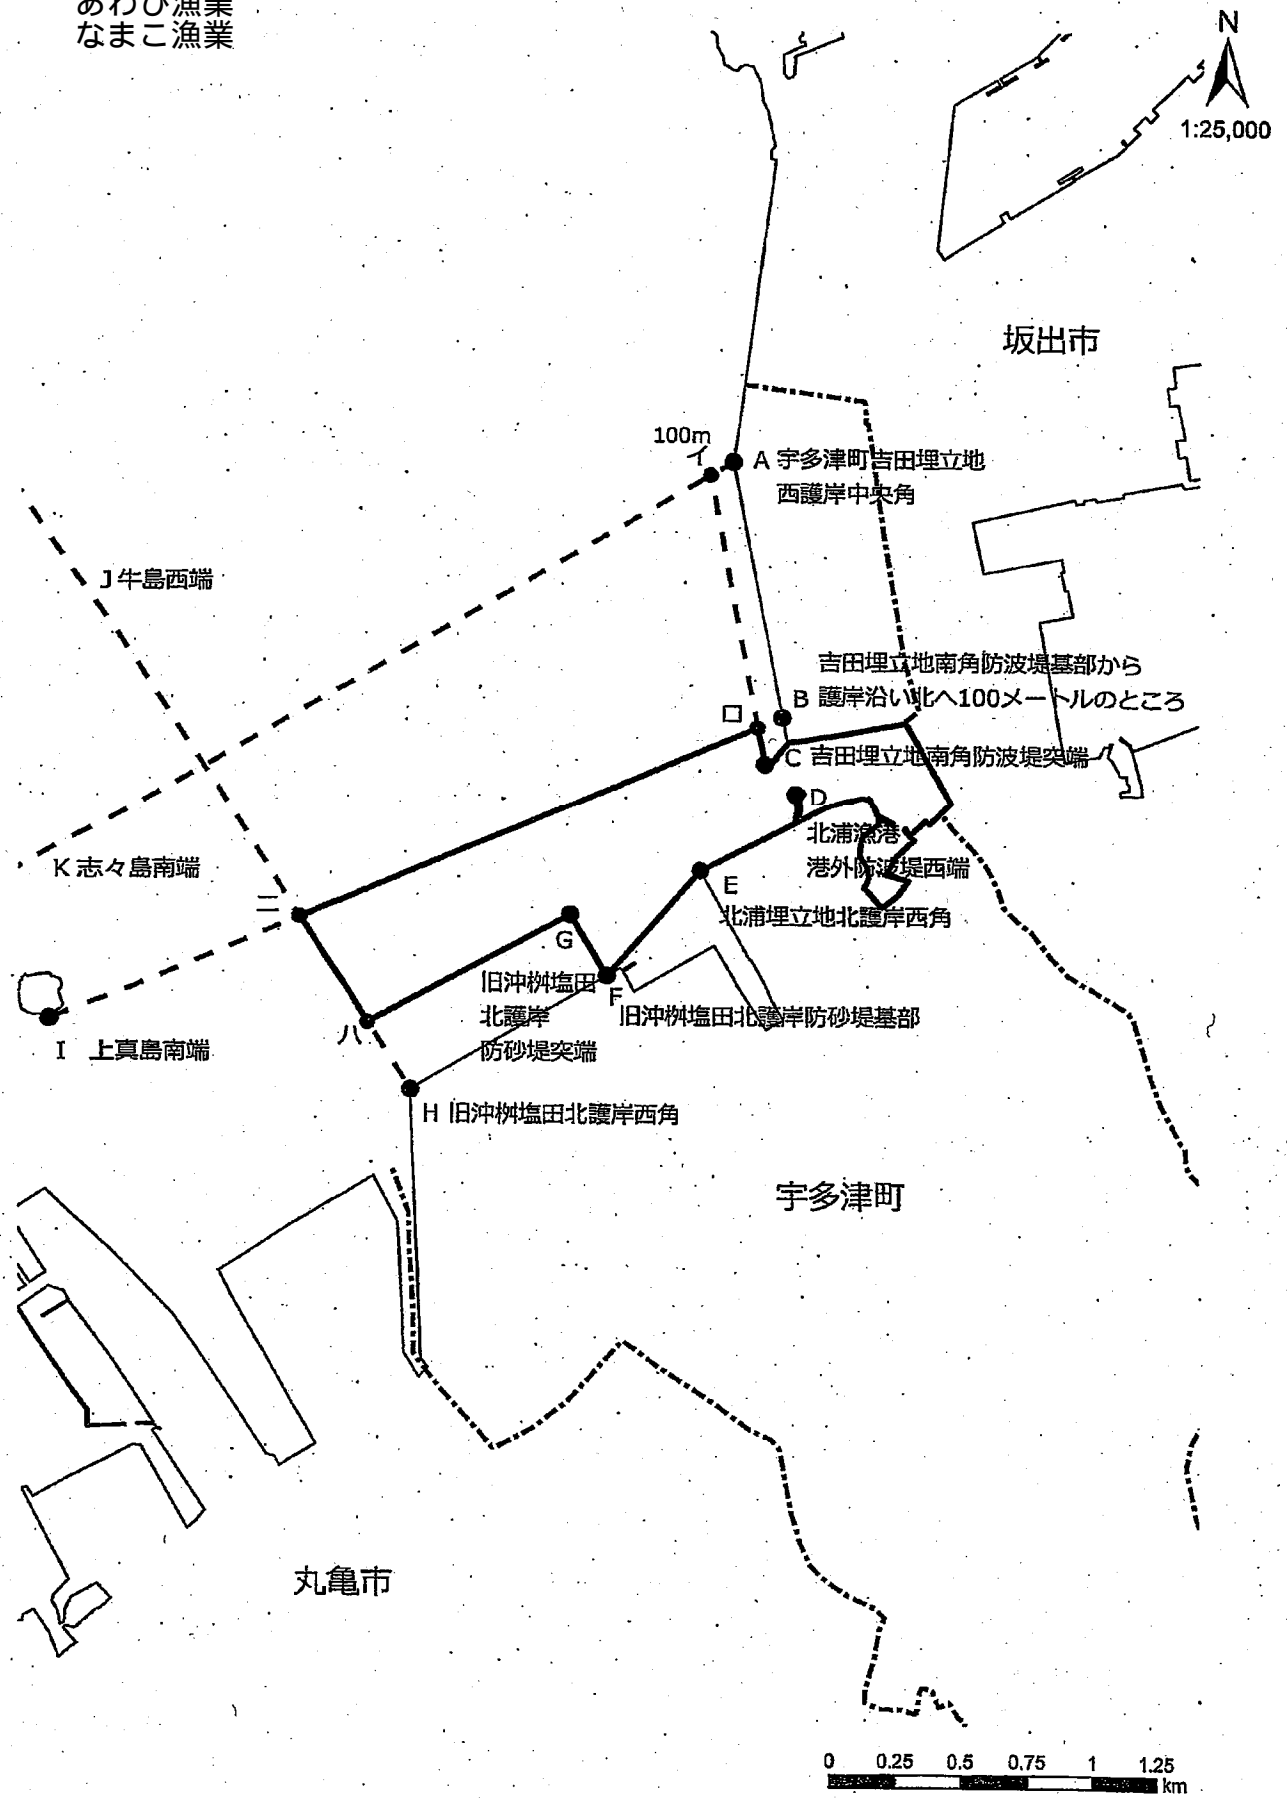 あわび漁業
なまこ漁業
N
1:25,000
坂出市
100m
イ
A 宇多津町吉田埋立地
西護岸中央角
J 牛島西端
吉田埋立地南角防波堤基部から
B 護岸沿い北へ100メートルのところ
ロ
C 吉田埋立地南角防波堤突端
D
北浦漁港
港外防波堤西端
K 志々島南端
ニ
E
北浦埋立地北護岸西角
G
旧沖桝塩田
北護岸
防砂堤突端
F
旧沖桝塩田北護岸防砂堤基部
ハ
I 上真島南端
H 旧沖桝塩田北護岸西角
宇多津町
丸亀市
0 0.25 0.5 0.75 1 1.25
km